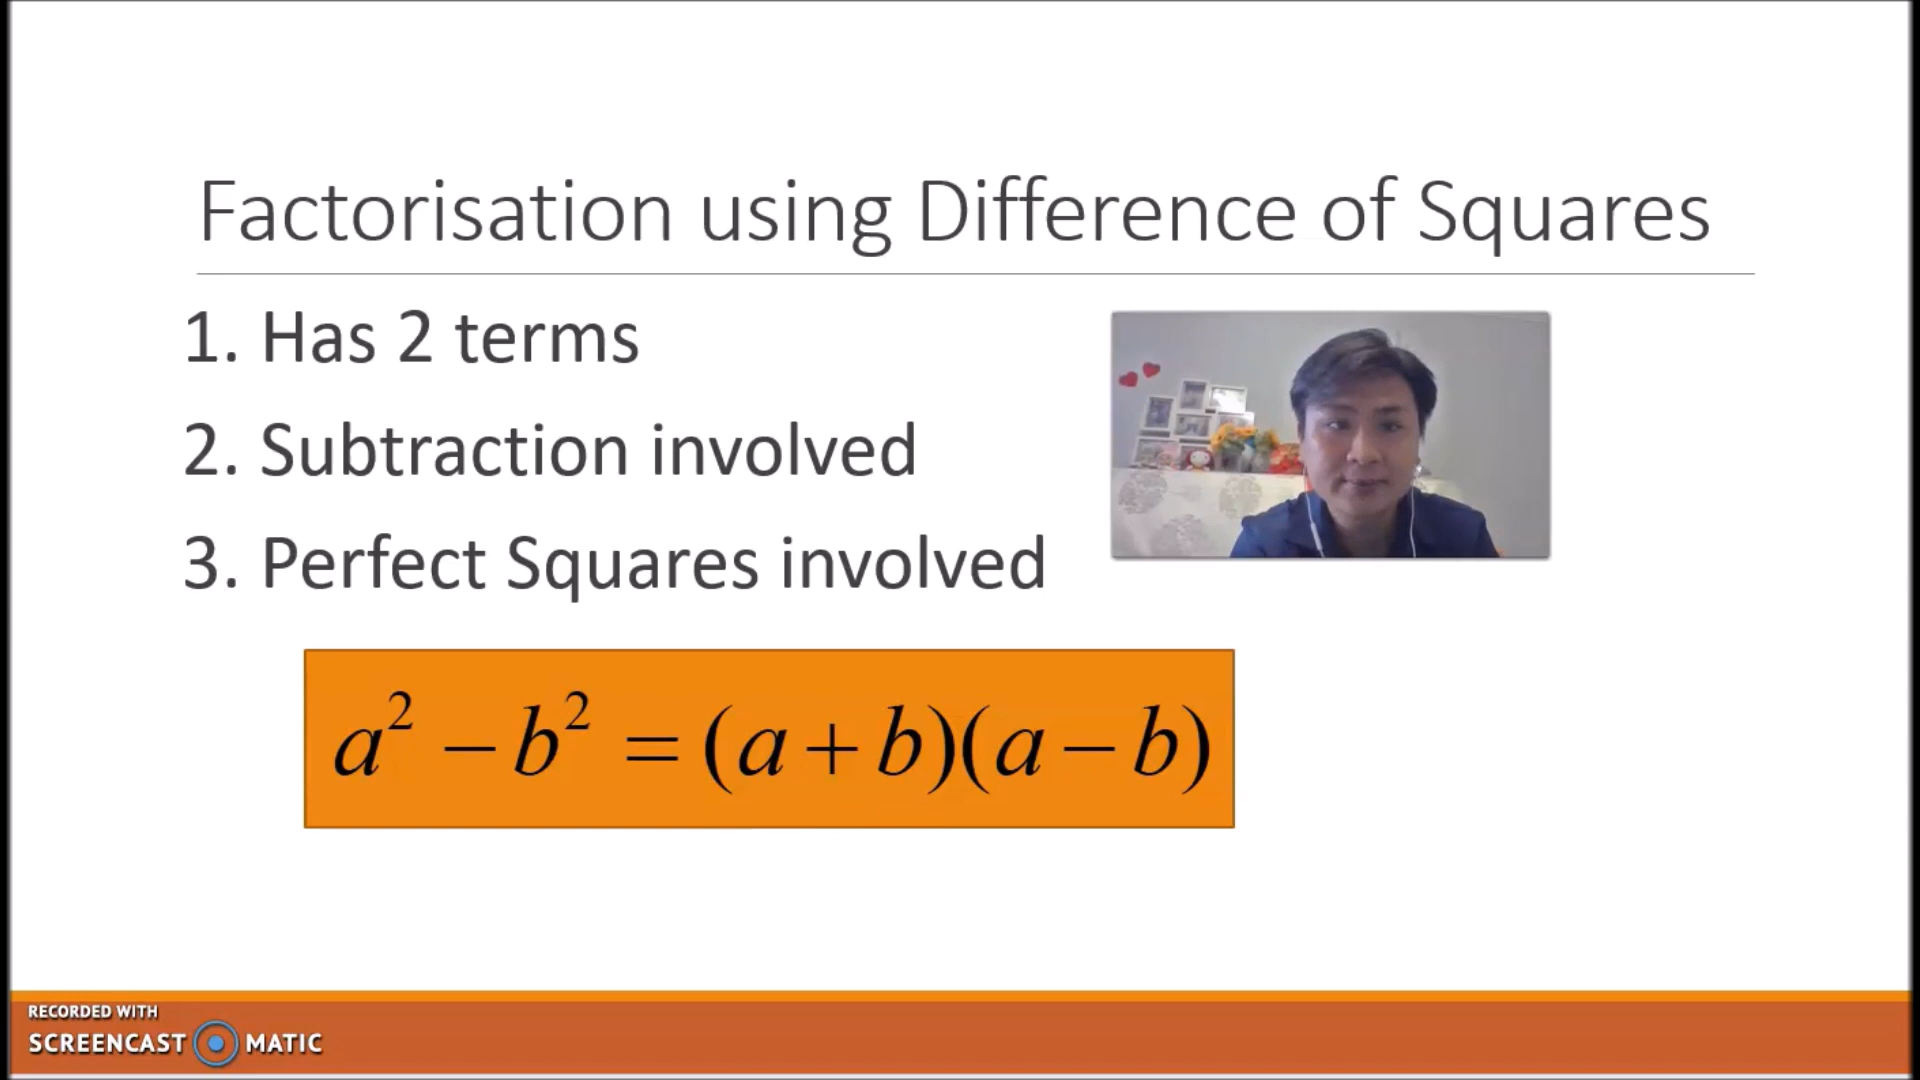 Factorisation using Difference of Squares
1. Has 2 terms
2. Subtraction involved
3. Perfect Squares involved
a² − b² = (a + b)(a − b)
RECORDED WITH
SCREENCAST MATIC